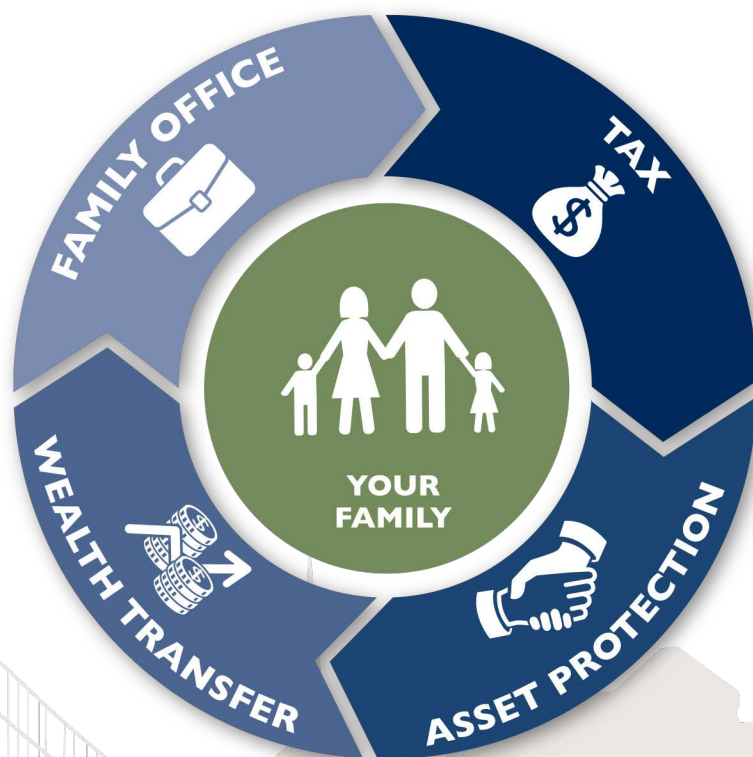 FAMILY OFFICE
TAX
YOUR
FAMILY
WEALTH TRANSFER
ASSET PROTECTION